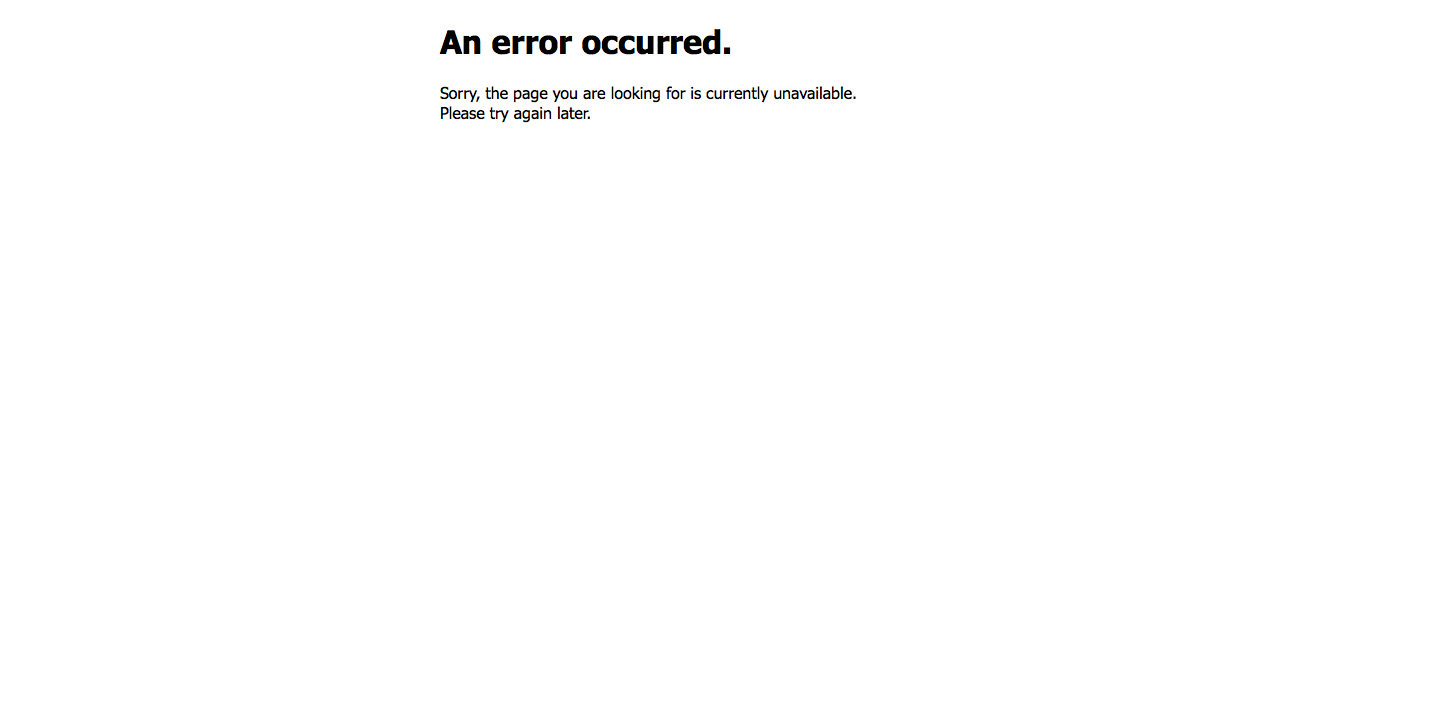 An error occurred.
Sorry, the page you are looking for is currently unavailable.
Please try again later.